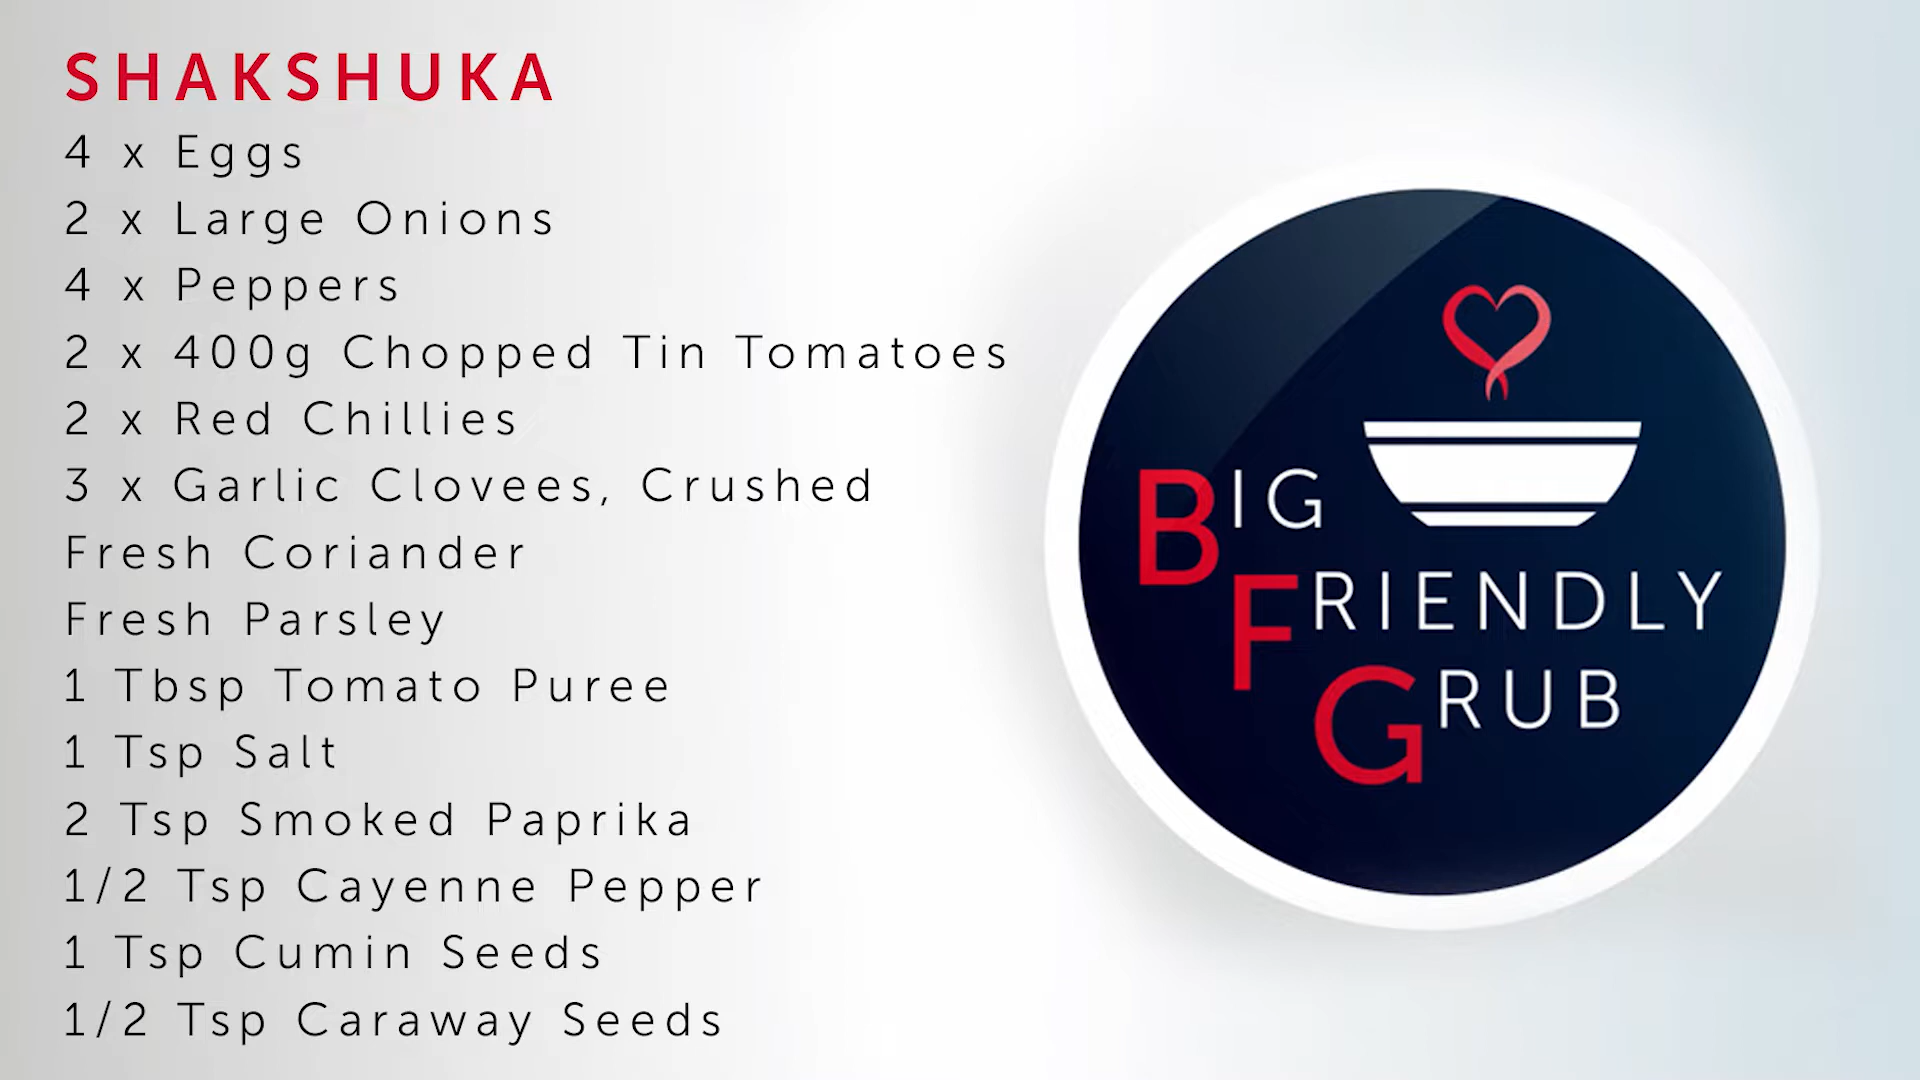 SHAKSHUKA
4 x Eggs
2 x Large Onions
4 x Peppers
2 x 400g Chopped Tin Tomatoes
2 x Red Chillies
3 x Garlic Clovees, Crushed
Fresh Coriander
Fresh Parsley
1 Tbsp Tomato Puree
1 Tsp Salt
2 Tsp Smoked Paprika
1/2 Tsp Cayenne Pepper
1 Tsp Cumin Seeds
1/2 Tsp Caraway Seeds
BIG
FRIENDLY
GRUB